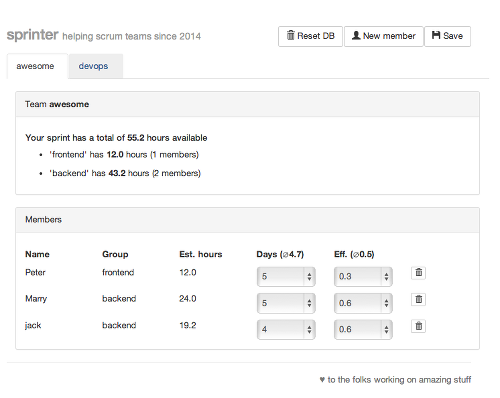 sprinter helping scrum teams since 2014
Reset DB New member Save
awesome devops
Team awesome
Your sprint has a total of 55.2 hours available
• 'frontend' has 12.0 hours (1 members)
• 'backend' has 43.2 hours (2 members)
Members
Name Group Est. hours Days (⌀4.7) Eff. (⌀0.5)
Peter frontend 12.0 5 0.3
Marry backend 24.0 5 0.6
jack backend 19.2 4 0.6
♥ to the folks working on amazing stuff